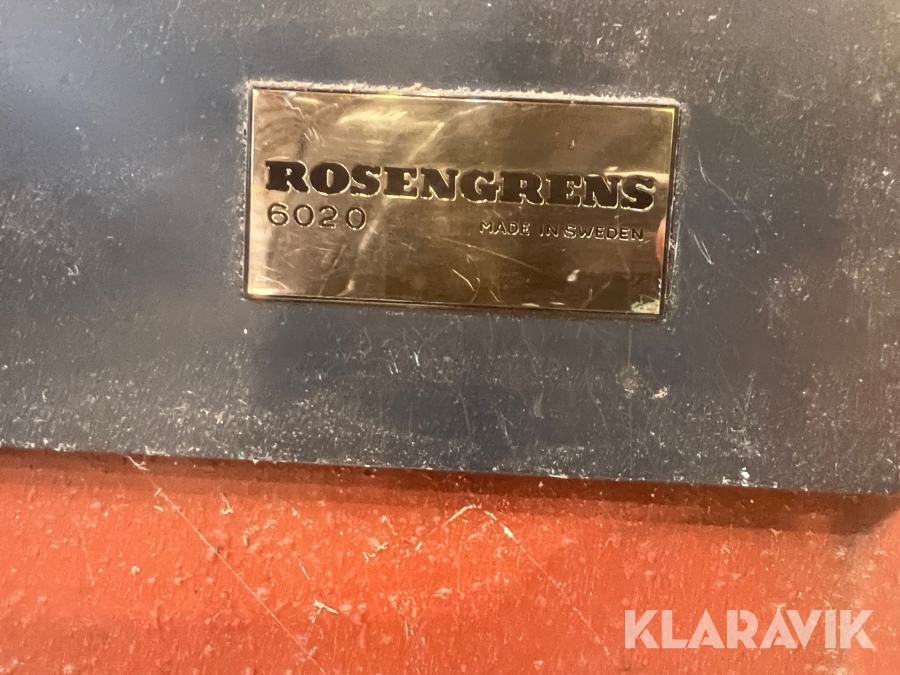 ROSENGRENS
6020
MADE IN SWEDEN
KLARAVIK